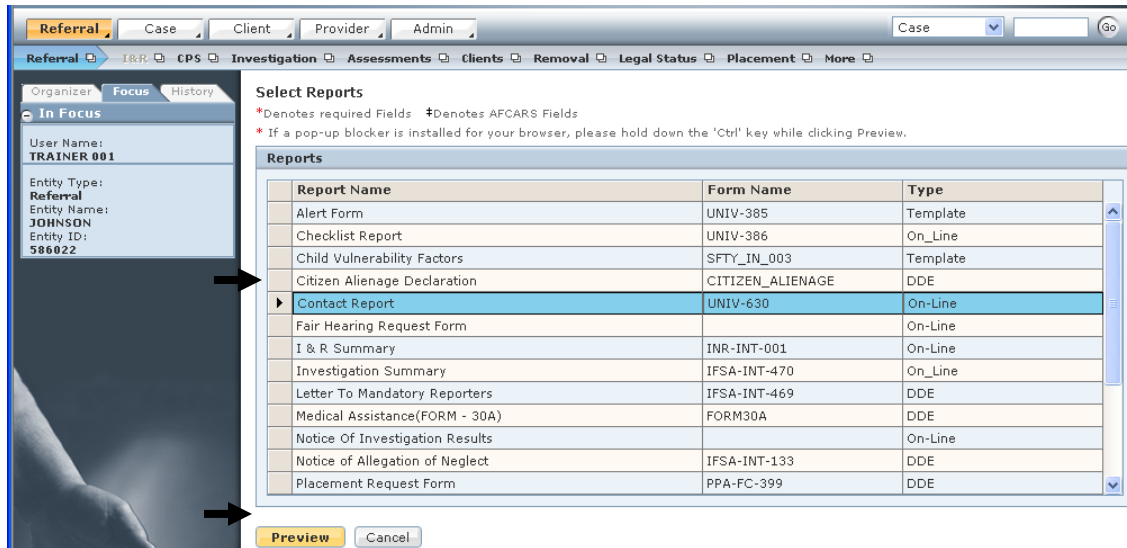 Referral Case Client Provider Admin Case Go
Referral I&R CPS Investigation Assessments Clients Removal Legal Status Placement More
Organizer Focus History
In Focus
User Name:
TRAINER 001
Entity Type:
Referral
Entity Name:
JOHNSON
Entity ID:
586022
Select Reports
*Denotes required Fields ‡Denotes AFCARS Fields
* If a pop-up blocker is installed for your browser, please hold down the 'Ctrl' key while clicking Preview.
Reports
Report Name Form Name Type
Alert Form UNIV-385 Template
Checklist Report UNIV-386 On_Line
Child Vulnerability Factors SFTY_IN_003 Template
Citizen Alienage Declaration CITIZEN_ALIENAGE DDE
Contact Report UNIV-630 On-Line
Fair Hearing Request Form On-Line
I & R Summary INR-INT-001 On-Line
Investigation Summary IFSA-INT-470 On_Line
Letter To Mandatory Reporters IFSA-INT-469 DDE
Medical Assistance(FORM - 30A) FORM30A DDE
Notice Of Investigation Results On-Line
Notice of Allegation of Neglect IFSA-INT-133 DDE
Placement Request Form PPA-FC-399 DDE
Preview Cancel